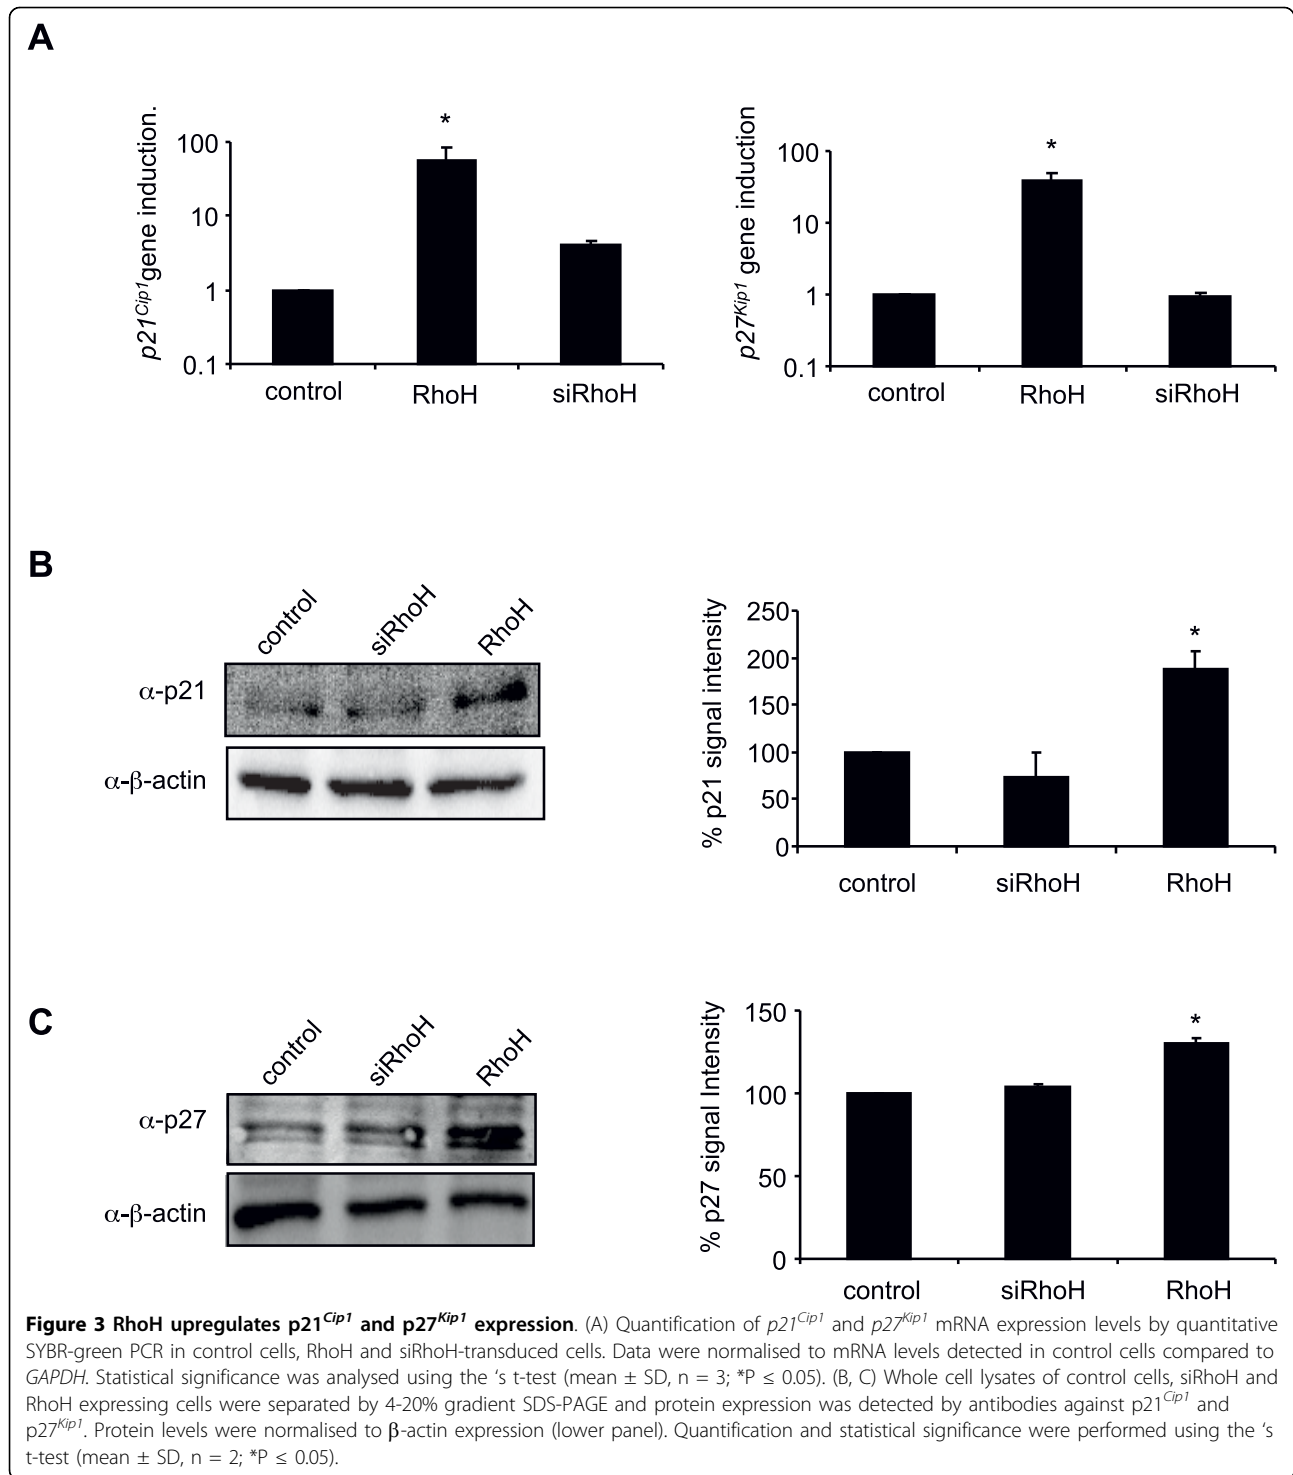 A
p21Cip1gene induction.
100
10
1
0.1
*
control
RhoH
siRhoH
p27Kip1 gene induction
100
10
1
0.1
*
control
RhoH
siRhoH
B
control
siRhoH
RhoH
α-p21
α-β-actin
% p21 signal intensity
250
200
150
100
50
0
*
control
siRhoH
RhoH
C
control
siRhoH
RhoH
α-p27
α-β-actin
% p27 signal Intensity
150
100
50
0
*
control
siRhoH
RhoH
Figure 3 RhoH upregulates p21Cip1 and p27Kip1 expression. (A) Quantification of p21Cip1 and p27Kip1 mRNA expression levels by quantitative
SYBR-green PCR in control cells, RhoH and siRhoH-transduced cells. Data were normalised to mRNA levels detected in control cells compared to
GAPDH. Statistical significance was analysed using the ‘s t-test (mean ± SD, n = 3; *P ≤ 0.05). (B, C) Whole cell lysates of control cells, siRhoH and
RhoH expressing cells were separated by 4-20% gradient SDS-PAGE and protein expression was detected by antibodies against p21Cip1 and
p27Kip1. Protein levels were normalised to β-actin expression (lower panel). Quantification and statistical significance were performed using the ‘s
t-test (mean ± SD, n = 2; *P ≤ 0.05).